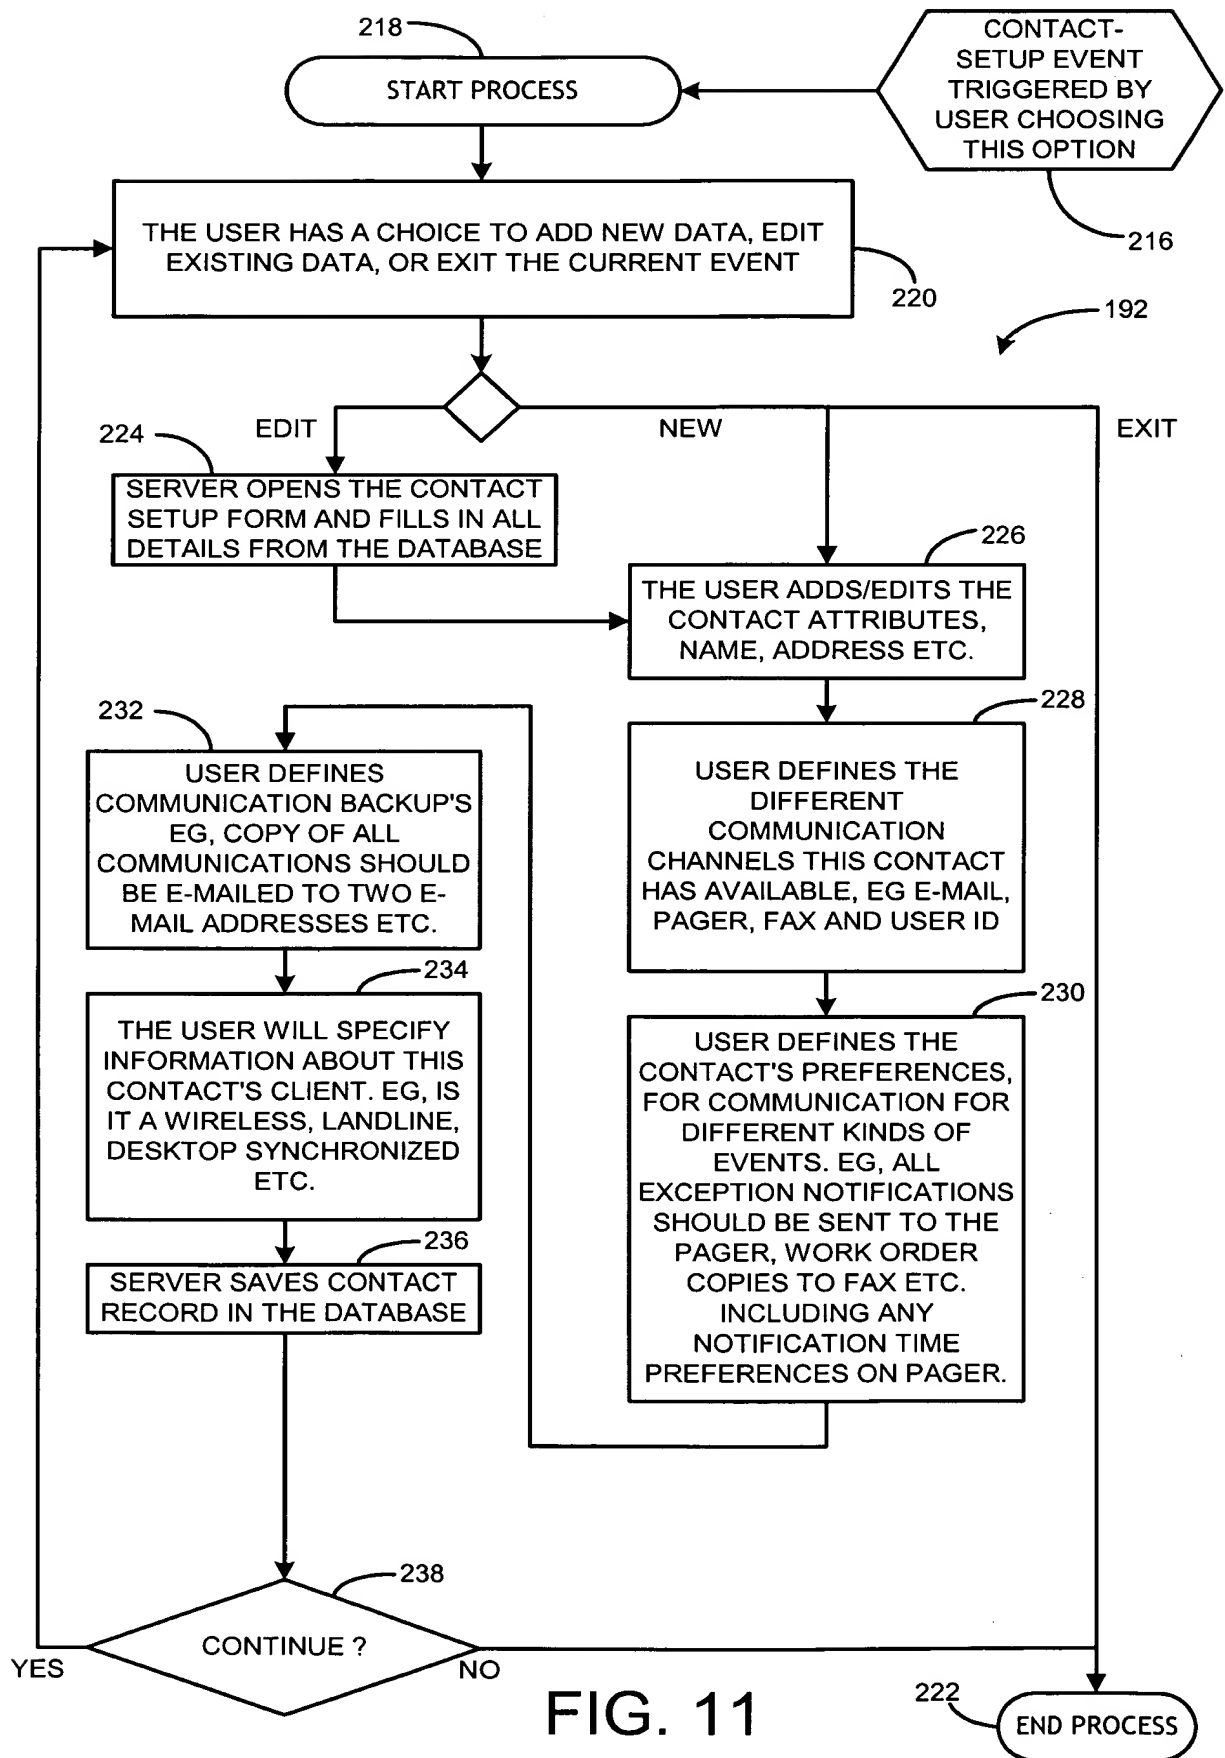 218
START PROCESS
CONTACT-
SETUP EVENT
TRIGGERED BY
USER CHOOSING
THIS OPTION
216
THE USER HAS A CHOICE TO ADD NEW DATA, EDIT
EXISTING DATA, OR EXIT THE CURRENT EVENT
220
192
EDIT
NEW
EXIT
224
SERVER OPENS THE CONTACT
SETUP FORM AND FILLS IN ALL
DETAILS FROM THE DATABASE
226
THE USER ADDS/EDITS THE
CONTACT ATTRIBUTES,
NAME, ADDRESS ETC.
228
USER DEFINES THE
DIFFERENT
COMMUNICATION
CHANNELS THIS CONTACT
HAS AVAILABLE, EG E-MAIL,
PAGER, FAX AND USER ID
230
USER DEFINES THE
CONTACT'S PREFERENCES,
FOR COMMUNICATION FOR
DIFFERENT KINDS OF
EVENTS. EG, ALL
EXCEPTION NOTIFICATIONS
SHOULD BE SENT TO THE
PAGER, WORK ORDER
COPIES TO FAX ETC.
INCLUDING ANY
NOTIFICATION TIME
PREFERENCES ON PAGER.
232
USER DEFINES
COMMUNICATION BACKUP'S
EG, COPY OF ALL
COMMUNICATIONS SHOULD
BE E-MAILED TO TWO E-
MAIL ADDRESSES ETC.
234
THE USER WILL SPECIFY
INFORMATION ABOUT THIS
CONTACT'S CLIENT. EG, IS
IT A WIRELESS, LANDLINE,
DESKTOP SYNCHRONIZED
ETC.
236
SERVER SAVES CONTACT
RECORD IN THE DATABASE
238
CONTINUE ?
YES
NO
222
END PROCESS
FIG. 11